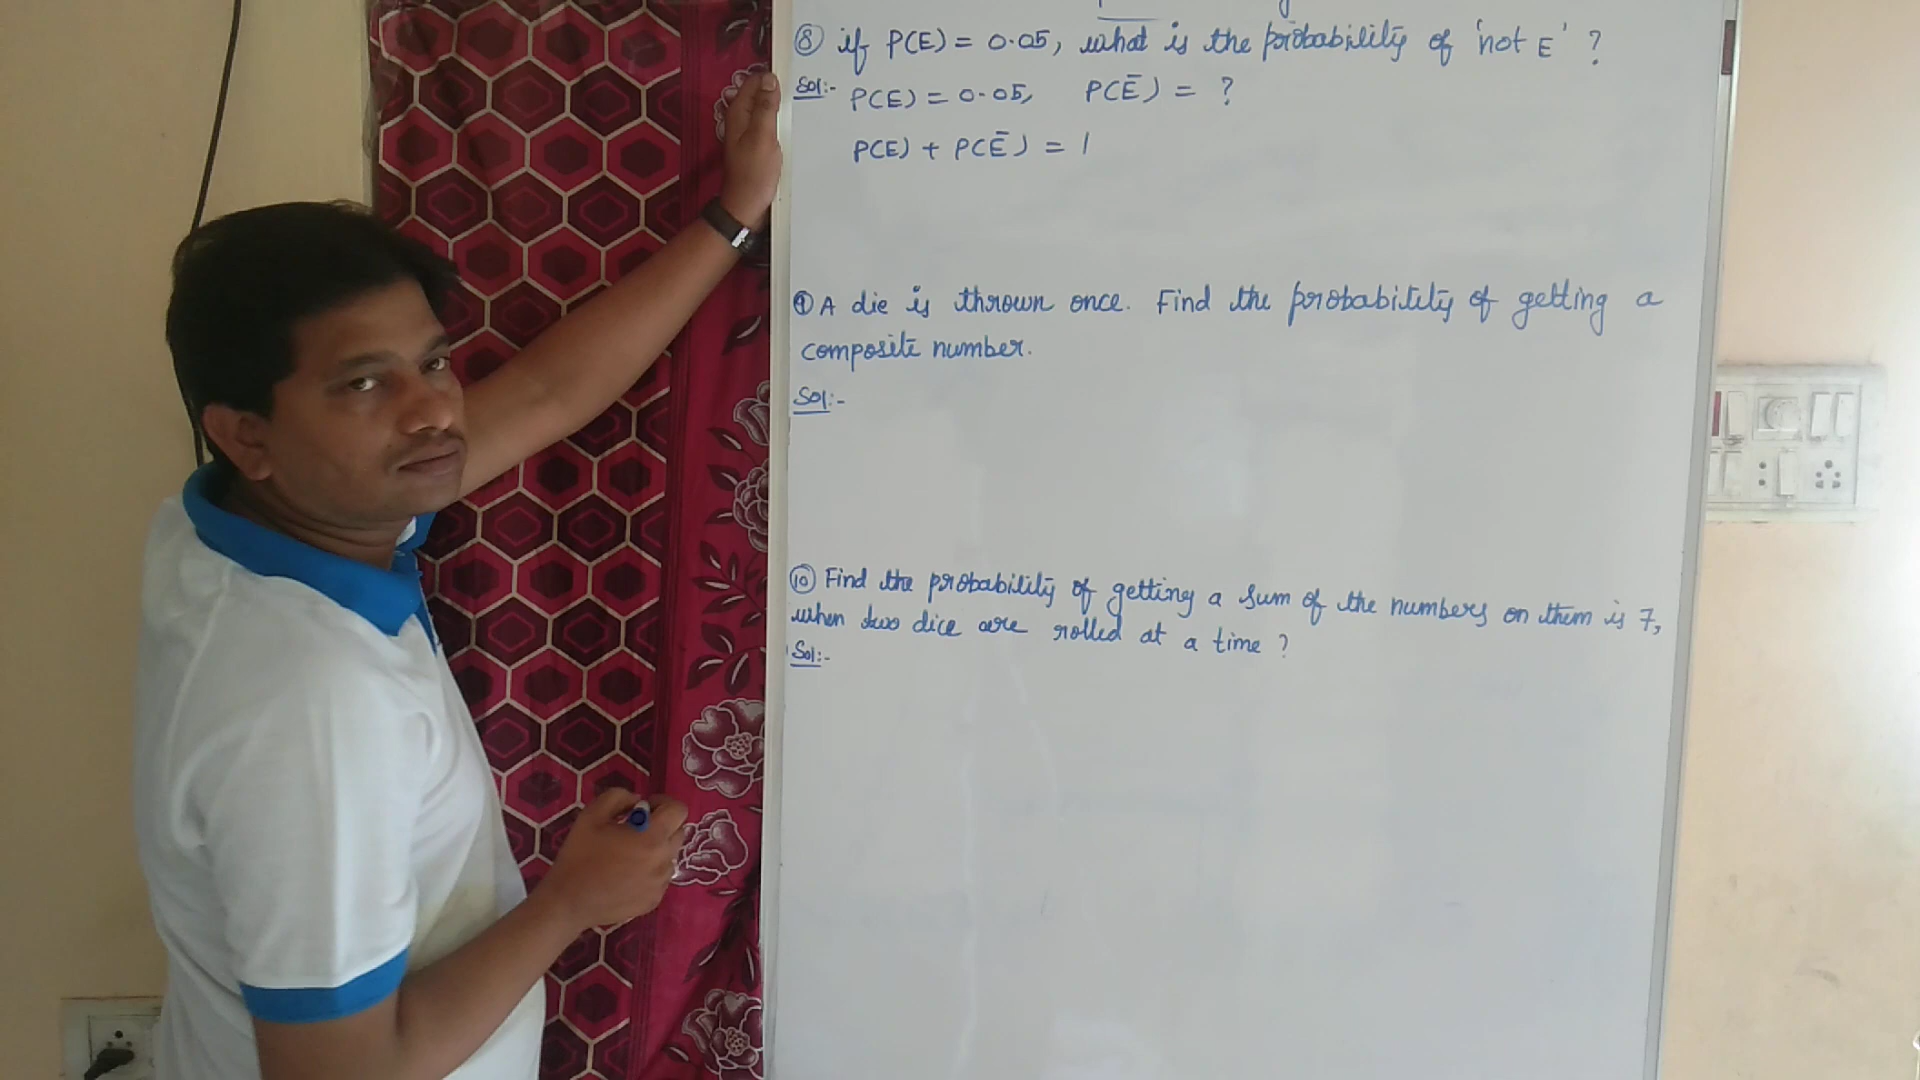 ⑧ if P(E) = 0.05, what is the probability of 'not E' ?
Sol:- P(E) = 0.05, P(Ē) = ?
P(E) + P(Ē) = 1
⑨ A die is thrown once. Find the probability of getting a
composite number.
Sol:-
⑩ Find the probability of getting a sum of the numbers on them is 7,
when two dice are rolled at a time ?
Sol:-